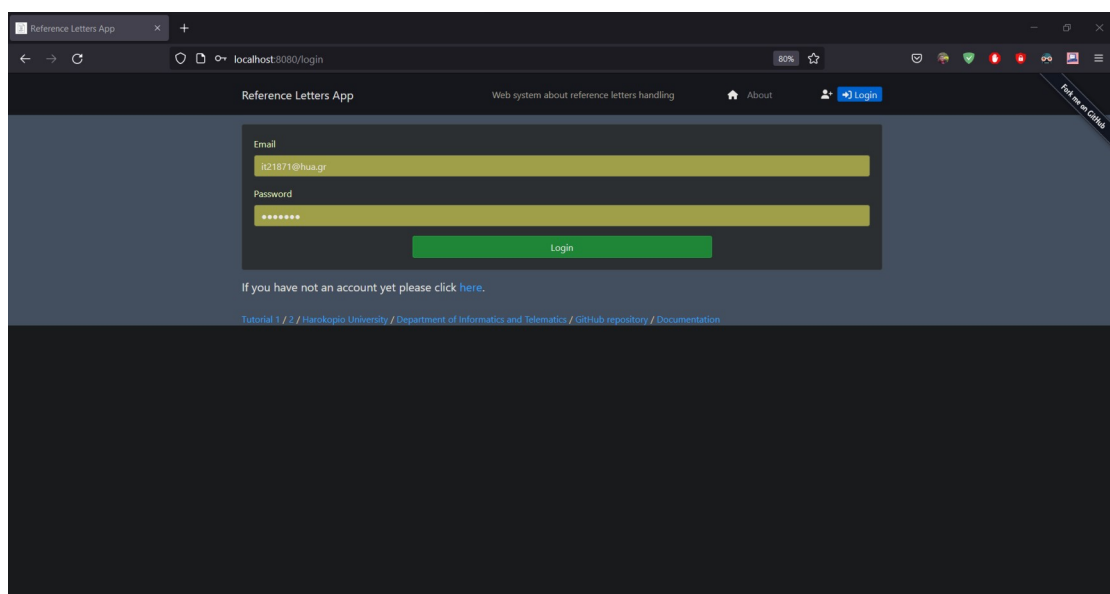 Reference Letters App
localhost:8080/login
80%
Reference Letters App
Web system about reference letters handling
About
Login
Fork me on GitHub
Email
it21871@hua.gr
Password
Login
If you have not an account yet please click here.
Tutorial 1 / 2 / Harokopio University / Department of Informatics and Telematics / GitHub repository / Documentation